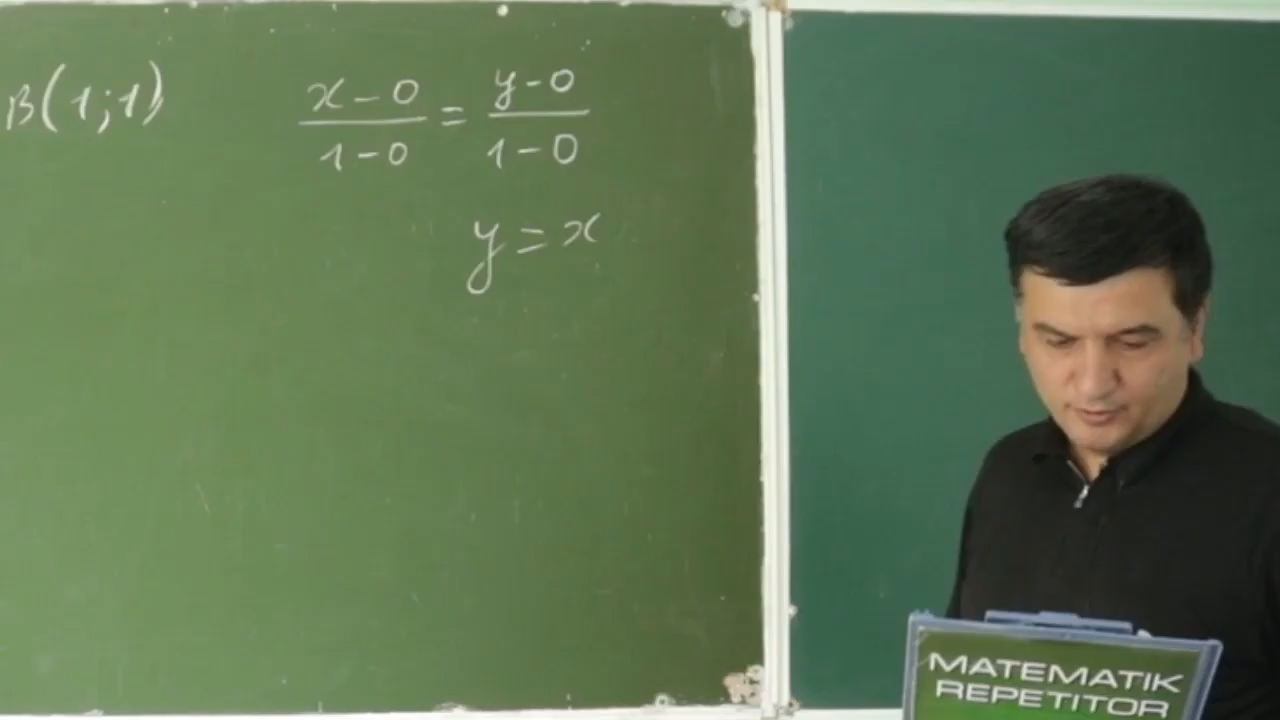 B(1;1)
x-0/1-0 = y-0/1-0
y=x
MATEMATIK
REPETITOR